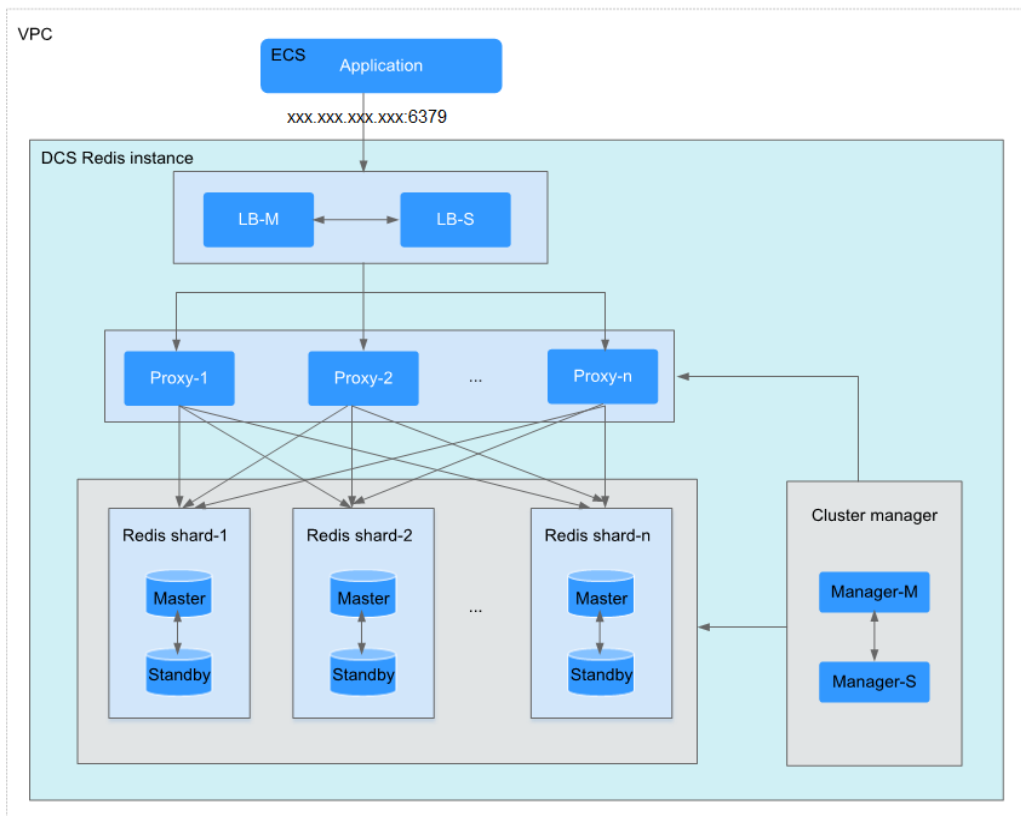 VPC
ECS
Application
xxx.xxx.xxx.xxx:6379
DCS Redis instance
LB-M
LB-S
Proxy-1
Proxy-2
...
Proxy-n
Redis shard-1
Redis shard-2
Redis shard-n
Cluster manager
Master
Master
...
Master
Manager-M
Standby
Standby
Standby
Manager-S